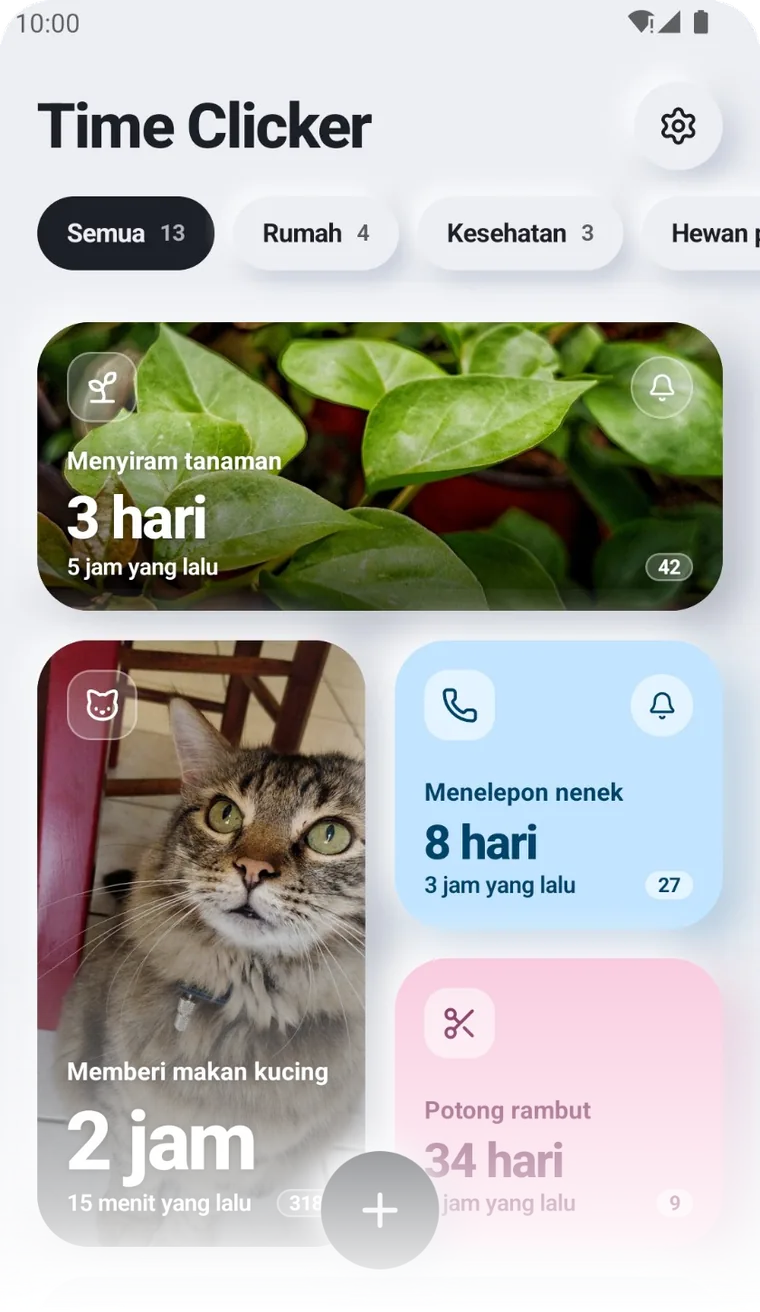 10:00
Time Clicker
Semua 13
Rumah 4
Kesehatan 3
Hewan
Menyiram tanaman
3 hari
5 jam yang lalu
42
Memberi makan kucing
2 jam
15 menit yang lalu
318
Menelepon nenek
8 hari
3 jam yang lalu
27
Potong rambut
34 hari
jam yang lalu
9